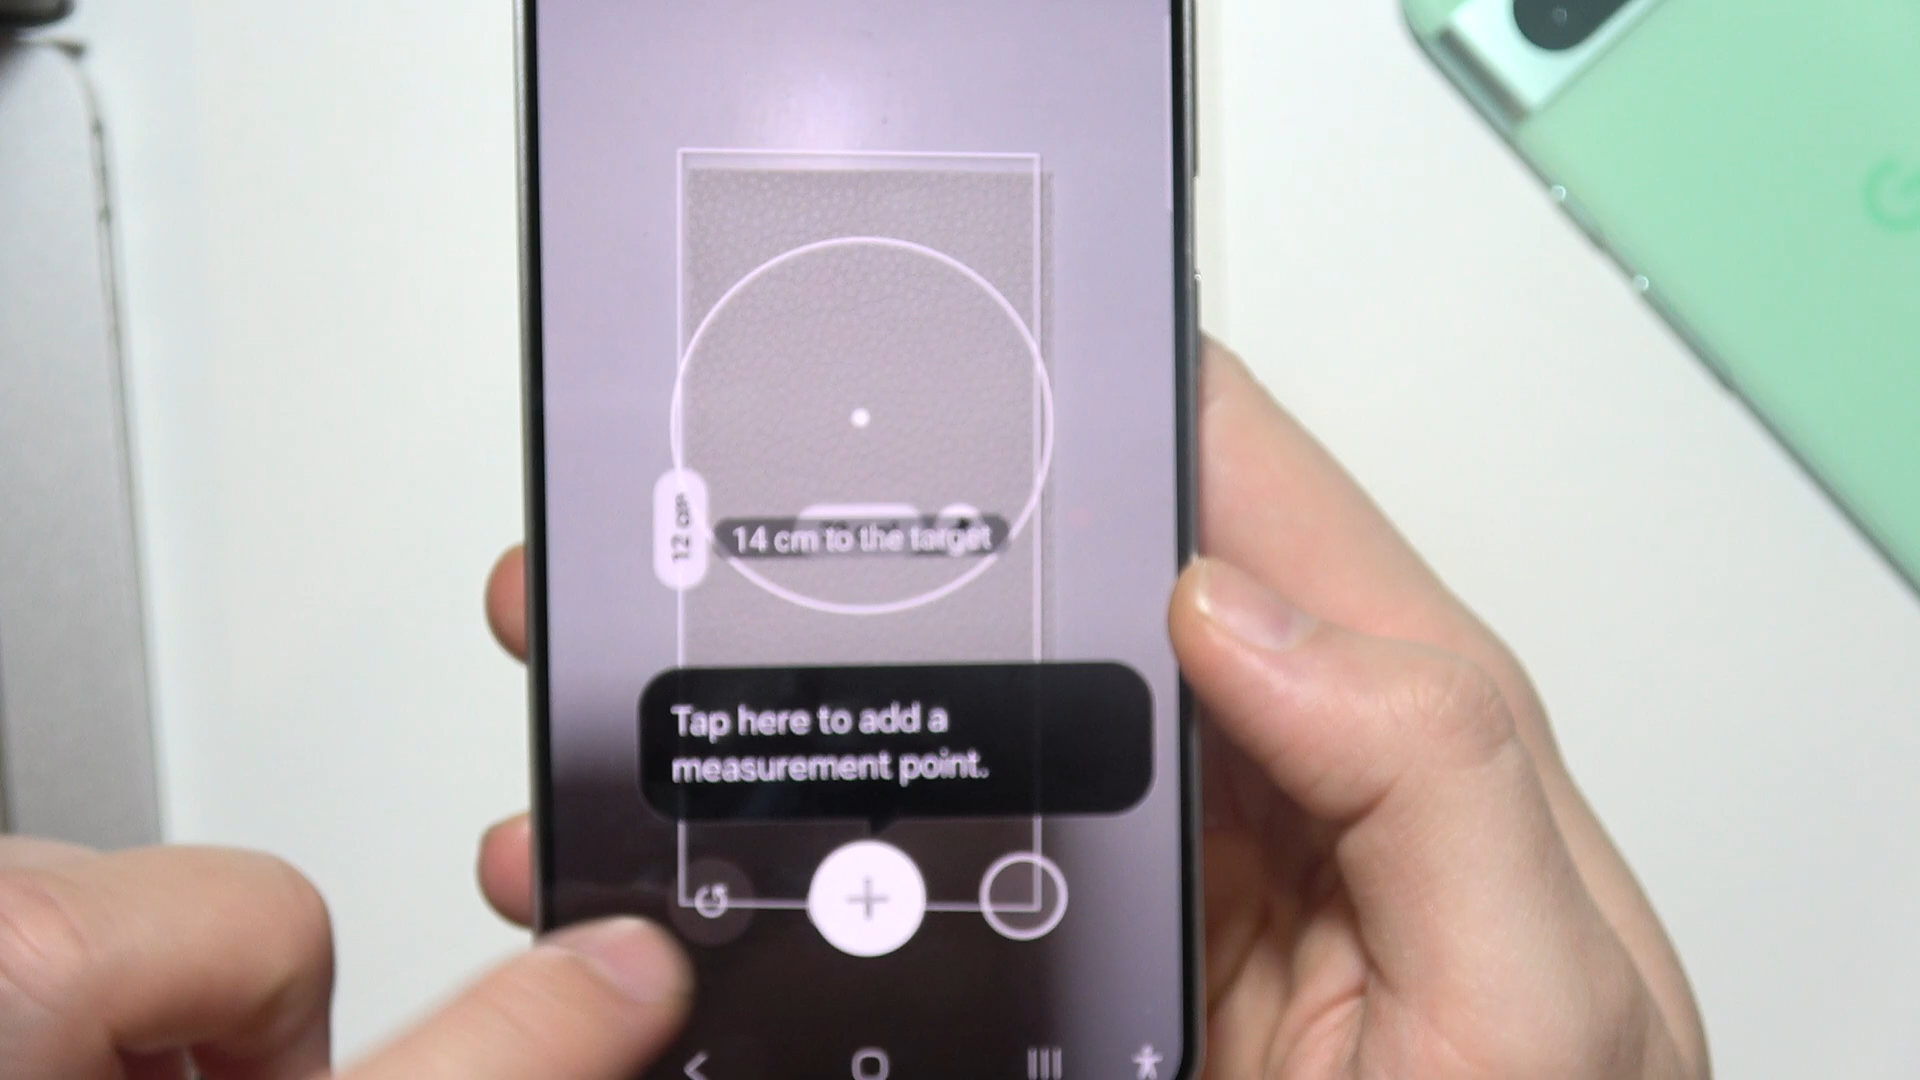 12 cm
14 cm to the target
Tap here to add a
measurement point.
G